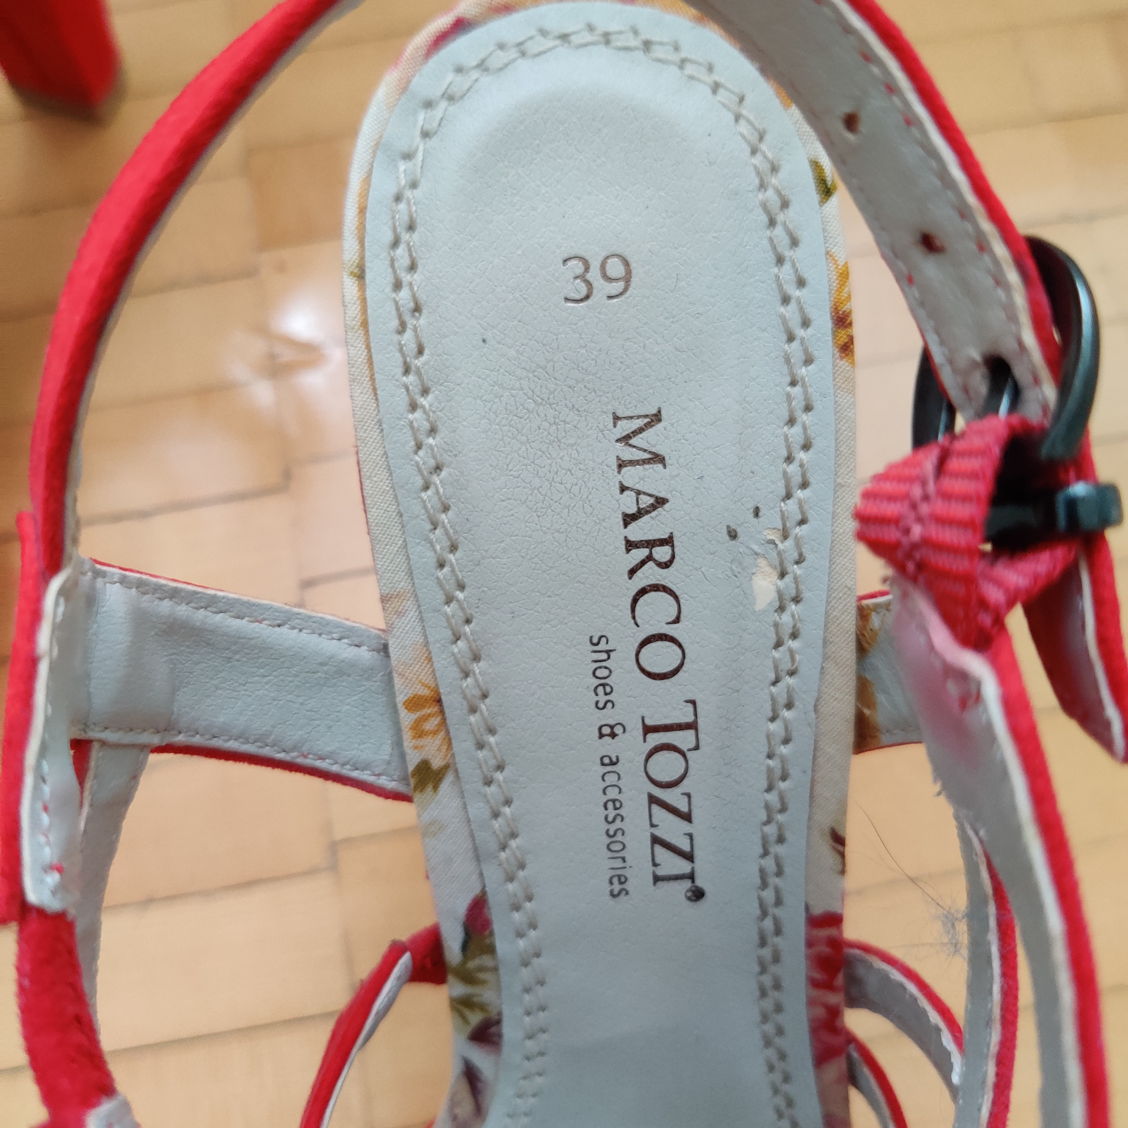 39
MARCO TOZZI®
shoes & accessories